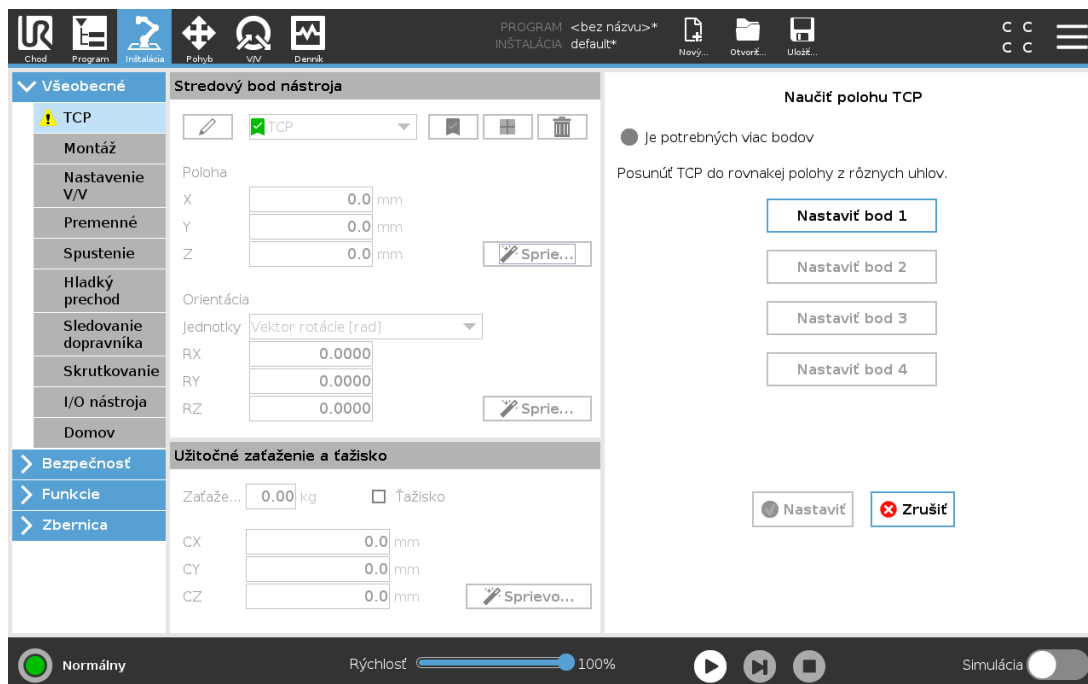 PROGRAM <bez názvu>*
INŠTALÁCIA default*
C C
C C
Chod Program Inštalácia Pohyb V/V Denník Nový... Otvoriť... Uložiť...
Všeobecné
TCP
Montáž
Nastavenie
V/V
Premenné
Spustenie
Hladký
prechod
Sledovanie
dopravníka
Skrutkovanie
I/O nástroja
Domov
Bezpečnosť
Funkcie
Zbernica
Stredový bod nástroja
TCP
Poloha
X 0.0 mm
Y 0.0 mm
Z 0.0 mm Sprie...
Orientácia
Jednotky Vektor rotácie [rad]
RX 0.0000
RY 0.0000
RZ 0.0000 Sprie...
Užitočné zaťaženie a ťažisko
Zaťaže... 0.00 kg Ťažisko
CX 0.0 mm
CY 0.0 mm
CZ 0.0 mm Sprievo...
Naučiť polohu TCP
Je potrebných viac bodov
Posunúť TCP do rovnakej polohy z rôznych uhlov.
Nastaviť bod 1
Nastaviť bod 2
Nastaviť bod 3
Nastaviť bod 4
Nastaviť Zrušiť
Normálny Rýchlosť 100% Simulácia